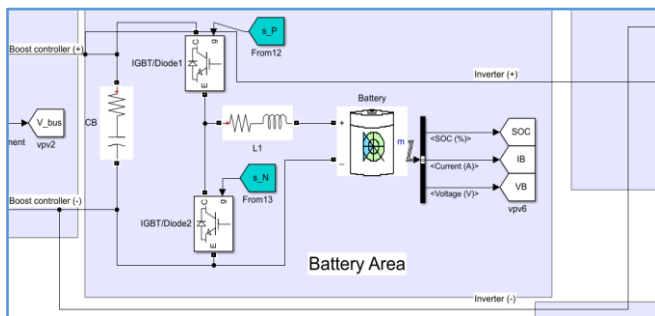 Boost controller (+)
s_P
From12
C
g
E
IGBT/Diode1
Inverter (+)
Battery
V_bus
ment
vpv2
CB
L1
+
m
<SOC (%)>
SOC
<Current (A)>
IB
<Voltage (V)>
VB
vpv6
s_N
From13
Boost controller (-)
C
g
E
IGBT/Diode2
Battery Area
Inverter (-)